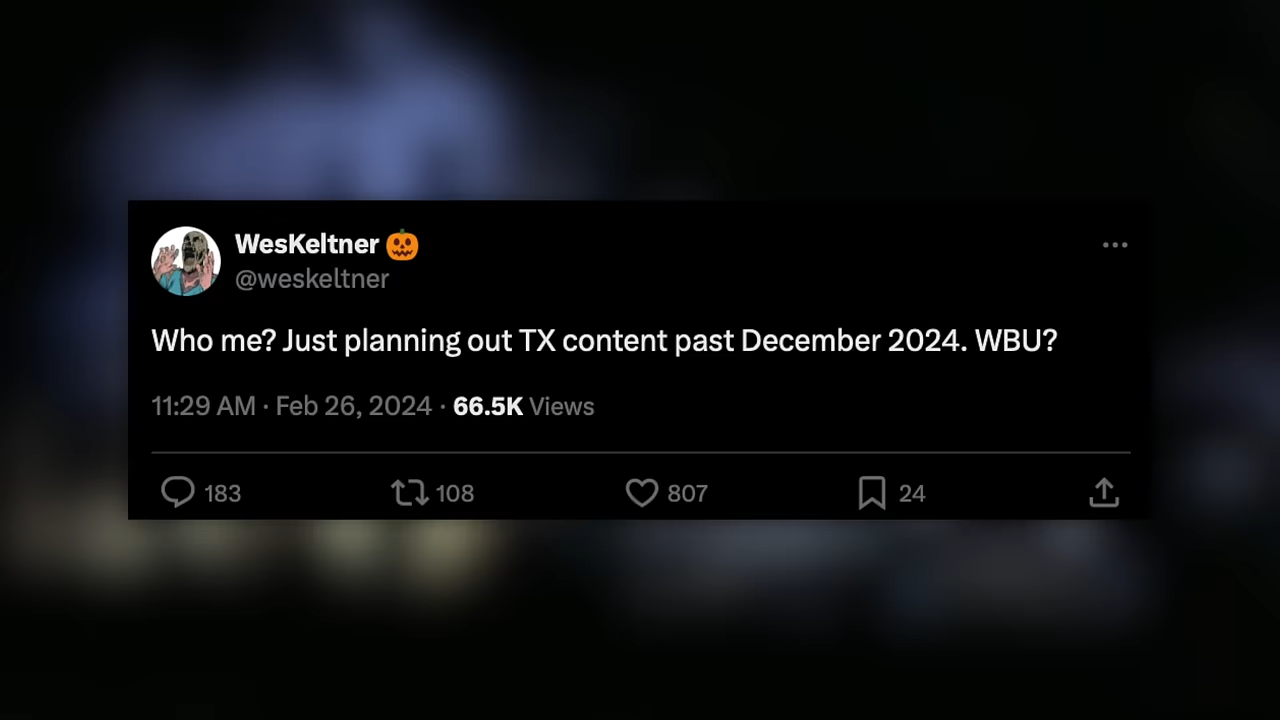 WesKeltner 🎃
@weskeltner
Who me? Just planning out TX content past December 2024. WBU?
11:29 AM · Feb 26, 2024 · 66.5K Views
183 108 807 24